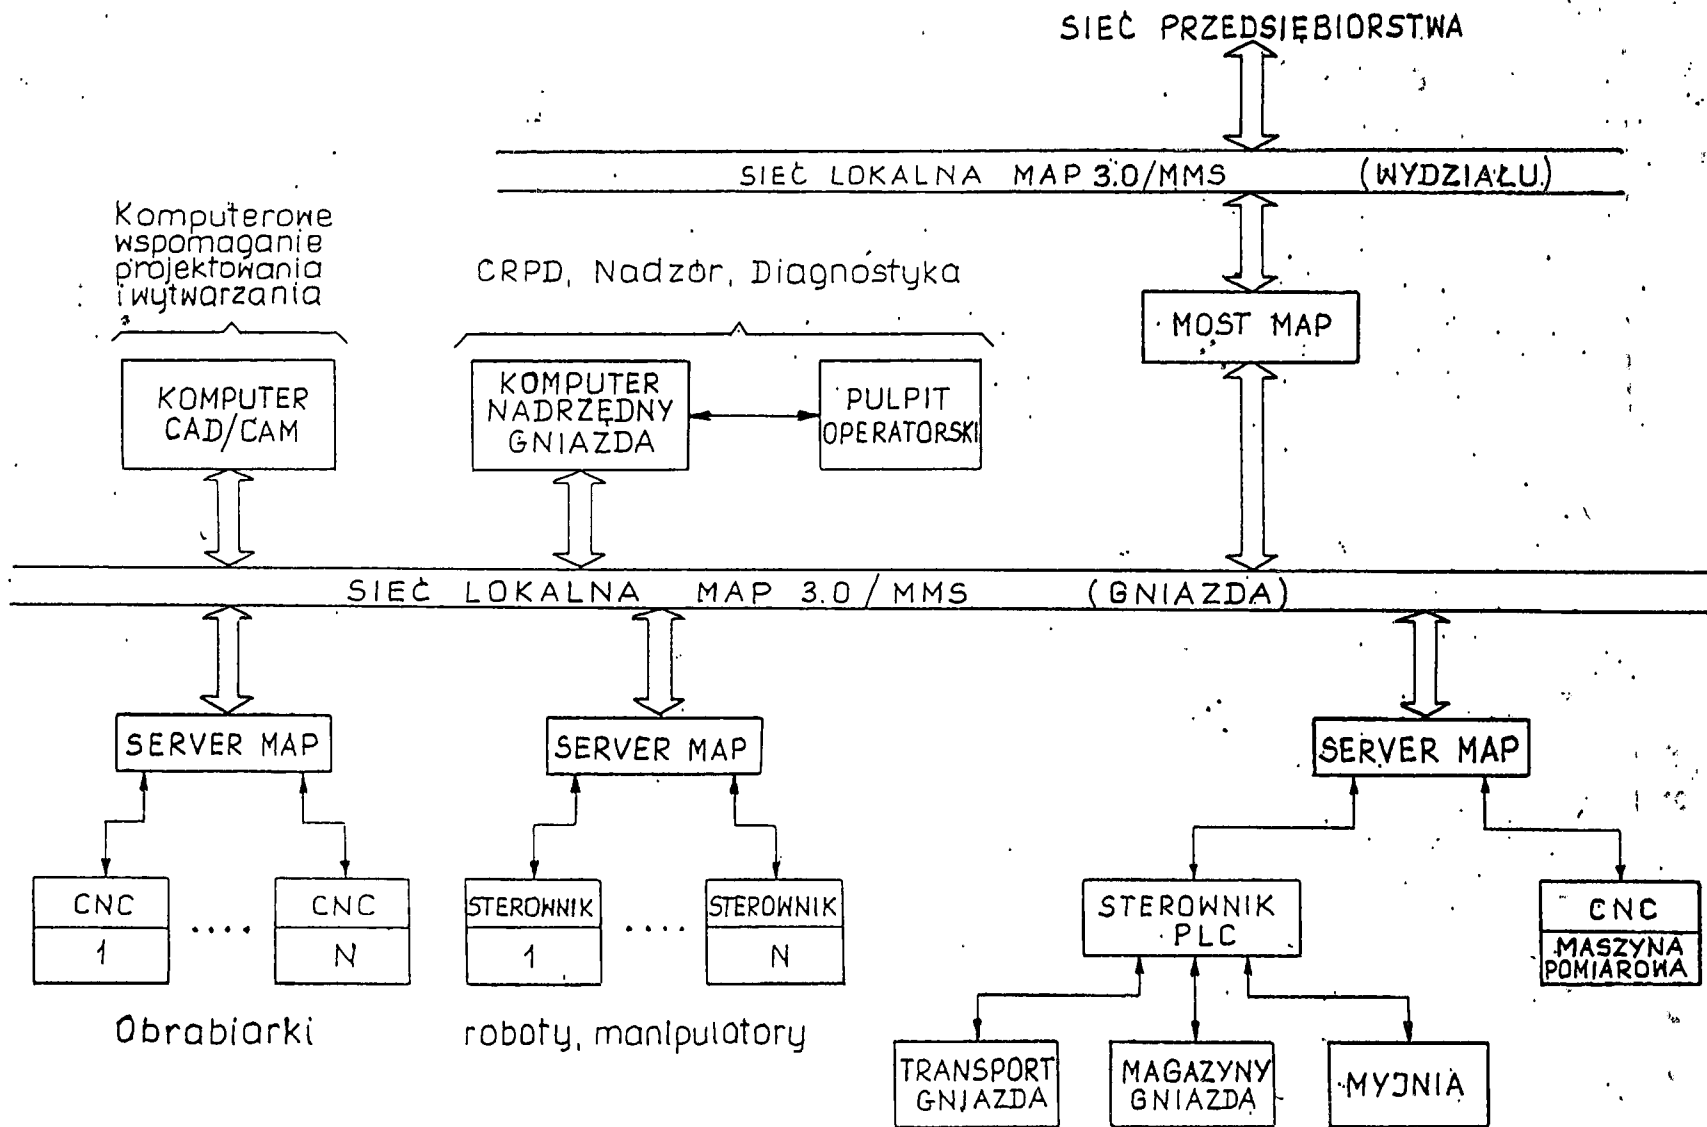 SIEĆ PRZEDSIĘBIORSTWA
SIEĆ LOKALNA MAP 3.0/MMS (WYDZIAŁU)
Komputerowe
wspomaganie
projektowania
i wytwarzania
CRPD, Nadzór, Diagnostyka
MOST MAP
KOMPUTER
CAD/CAM
KOMPUTER
NADRZĘDNY
GNIAZDA
PULPIT
OPERATORSKI
SIEĆ LOKALNA MAP 3.0/MMS (GNIAZDA)
SERVER MAP
SERVER MAP
SERVER MAP
CNC
1
....
CNC
N
STEROWNIK
1
....
STEROWNIK
N
STEROWNIK
PLC
CNC
MASZYNA
POMIAROWA
Obrabiarki
roboty, manipulatory
TRANSPORT
GNIAZDA
MAGAZYNY
GNIAZDA
MYJNIA